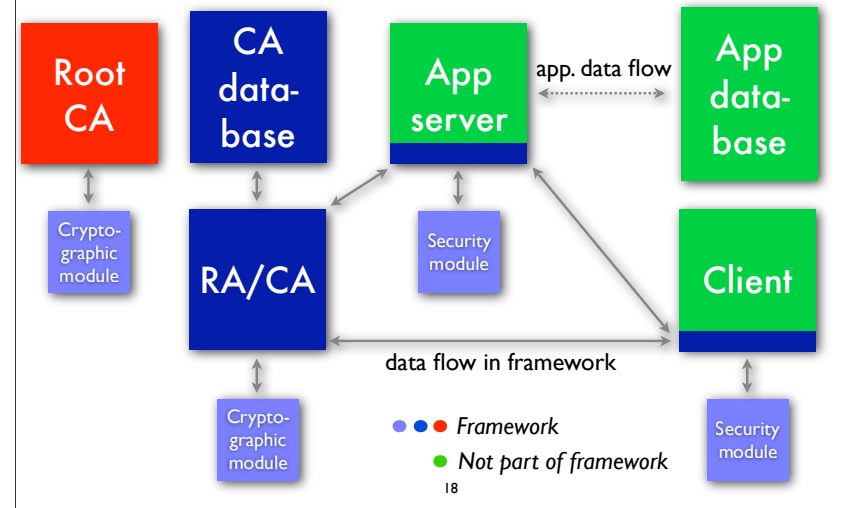 Root
CA
CA
data-
base
App
server
app. data flow
App
data-
base
Crypto-
graphic
module
RA/CA
Security
module
Client
data flow in framework
Crypto-
graphic
module
Framework
Not part of framework
Security
module
18